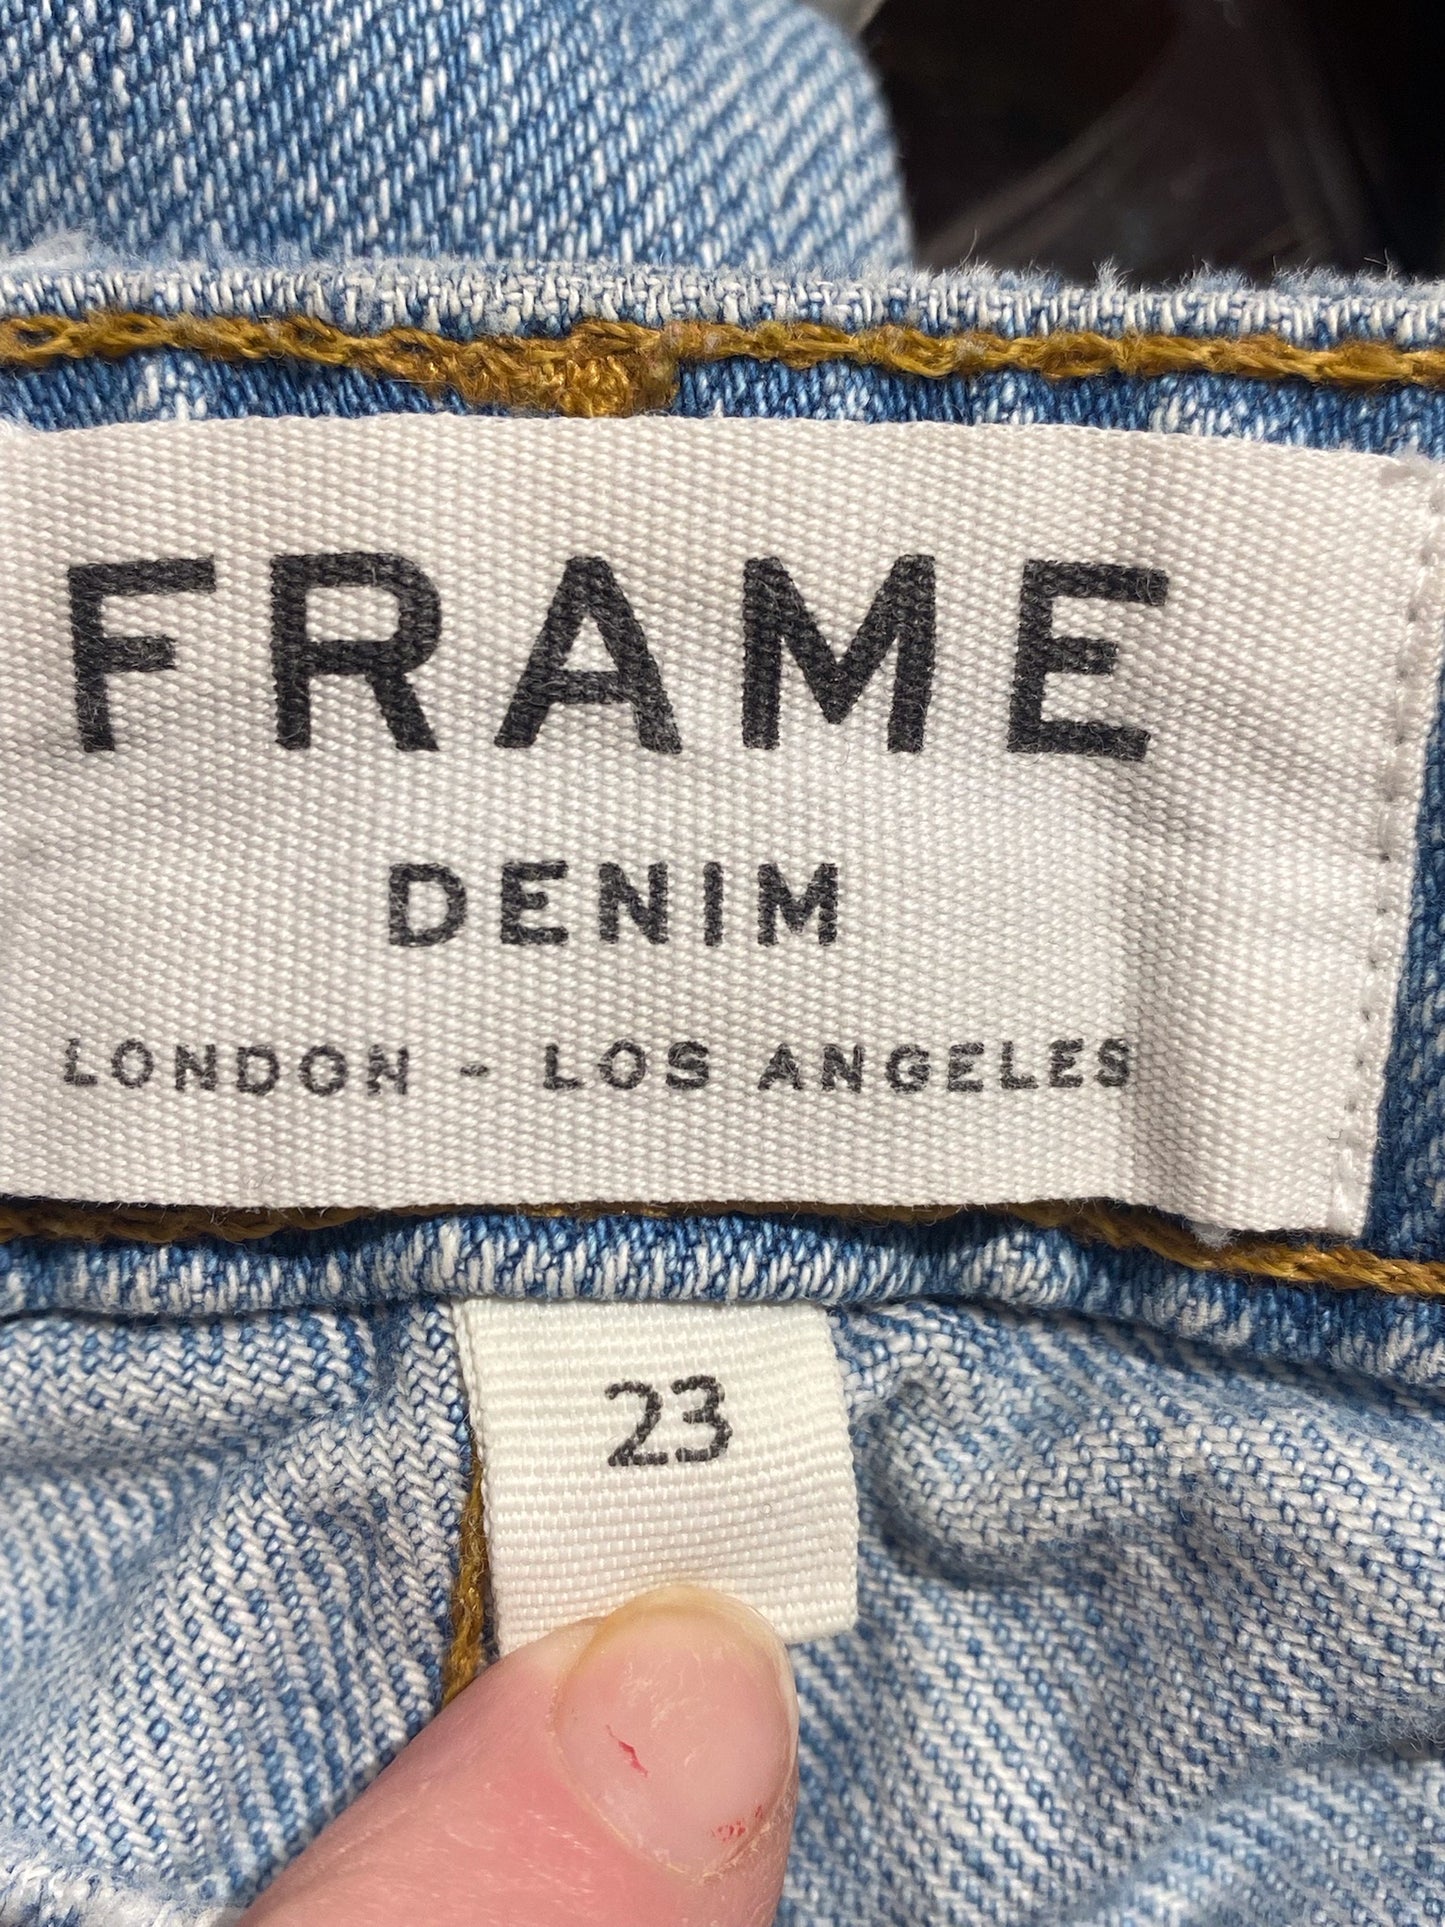 FRAME
DENIM
LONDON - LOS ANGELES
23